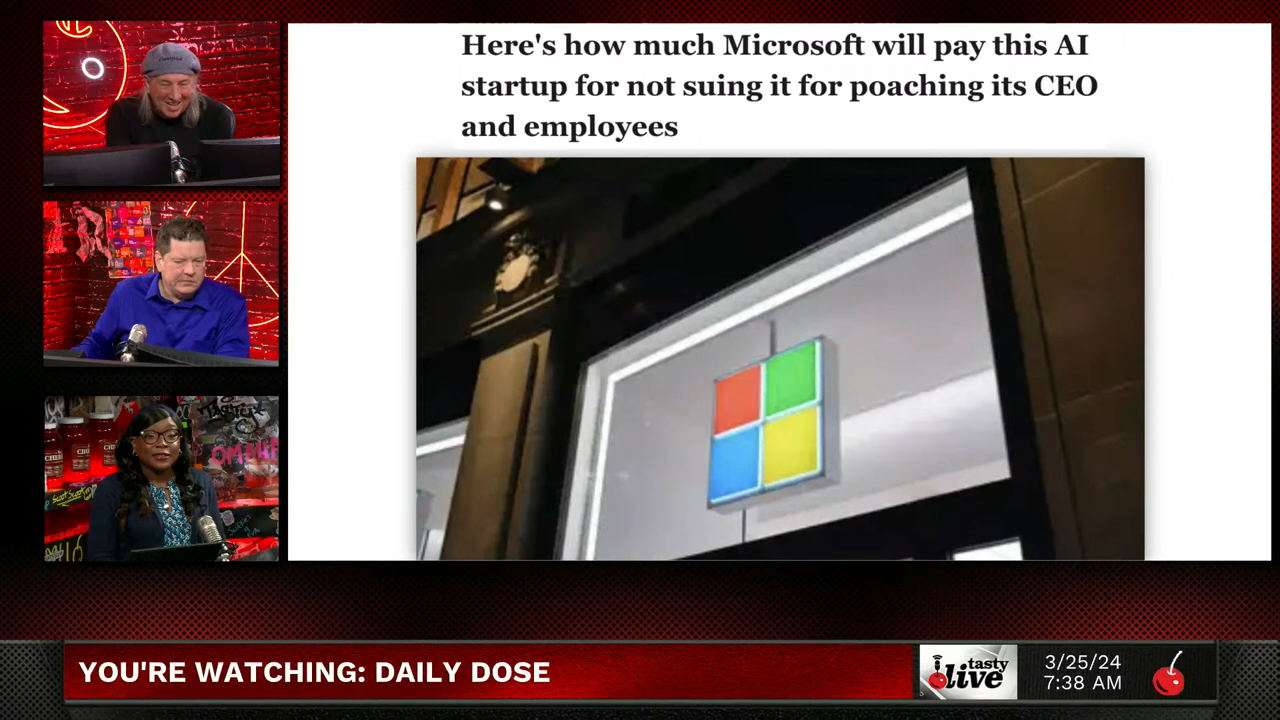 Here's how much Microsoft will pay this AI
startup for not suing it for poaching its CEO
and employees
YOU'RE WATCHING: DAILY DOSE
tasty
live
3/25/24
7:38 AM